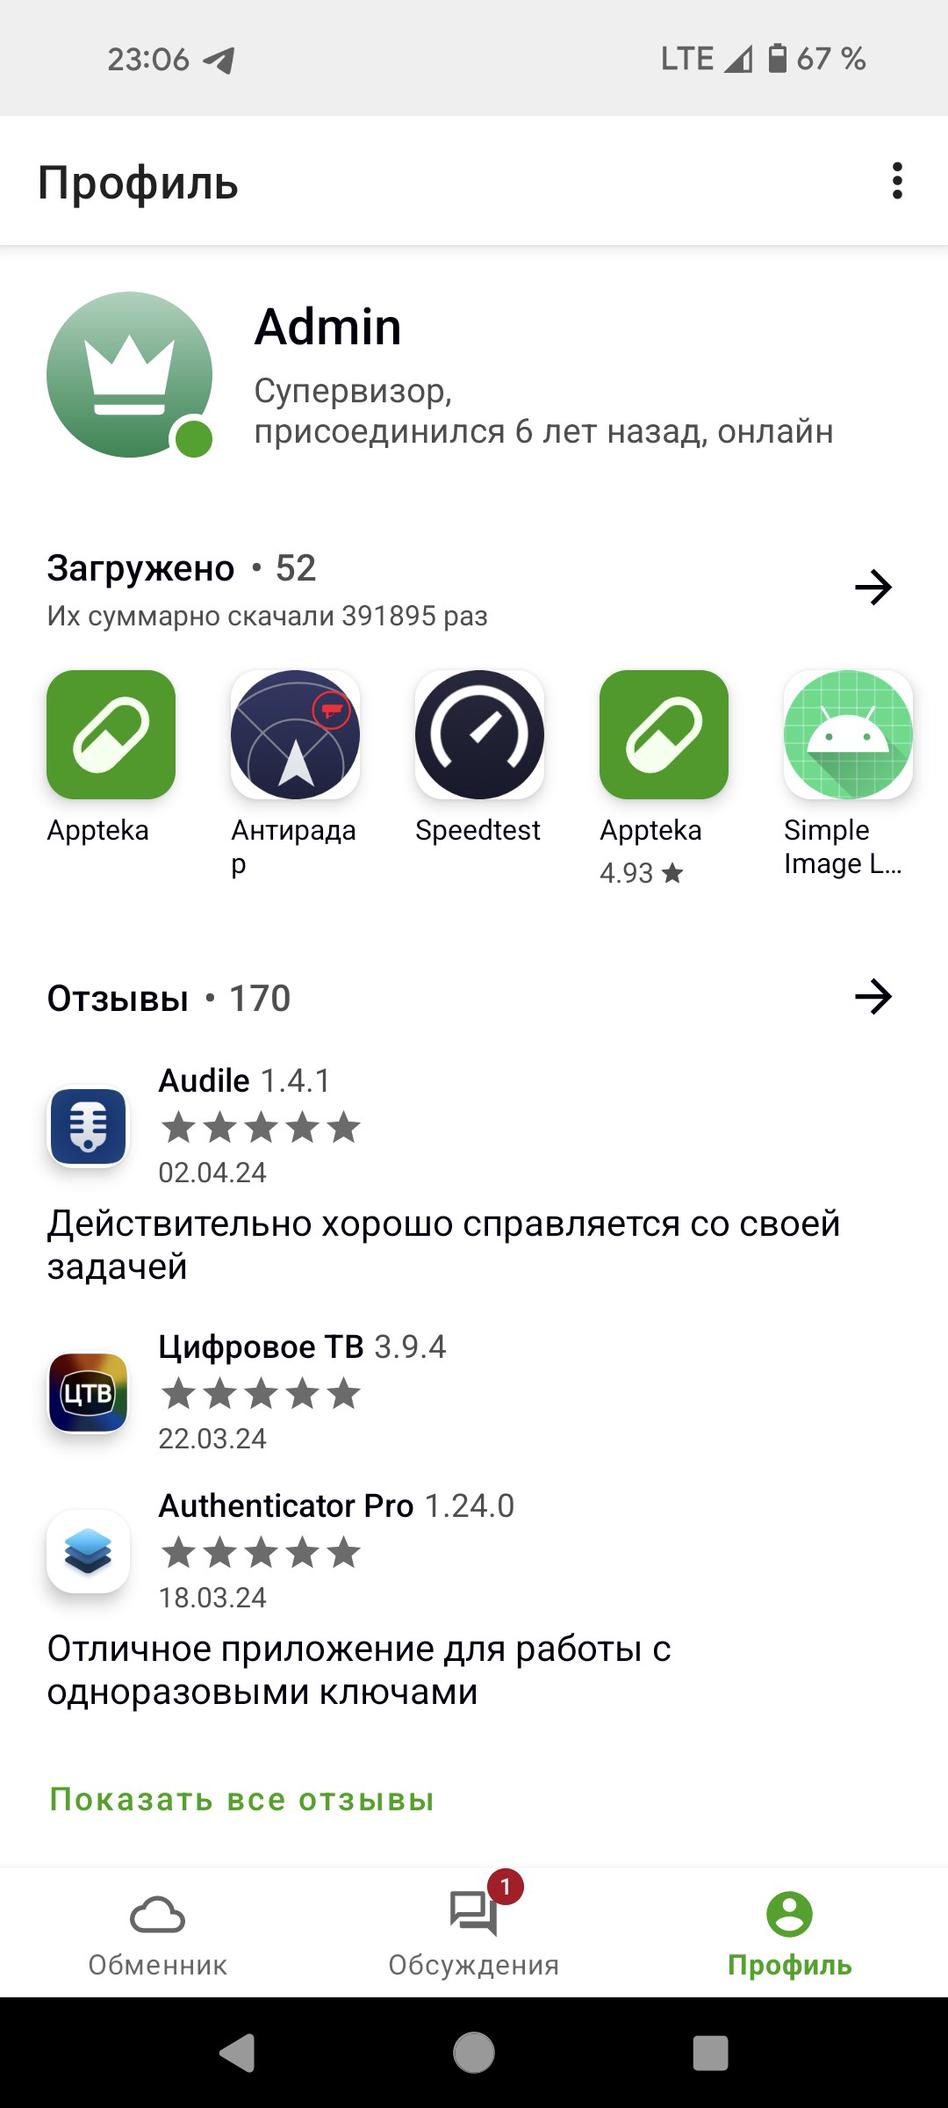 23:06
LTE 67 %
Профиль
Admin
Супервизор,
присоединился 6 лет назад, онлайн
Загружено • 52
Их суммарно скачали 391895 раз
Appteka
Антирада
р
Speedtest
Appteka
4.93 ★
Simple
Image L...
Отзывы • 170
Audile 1.4.1
★★★★★
02.04.24
Действительно хорошо справляется со своей
задачей
ЦТВ
Цифровое ТВ 3.9.4
★★★★★
22.03.24
Authenticator Pro 1.24.0
★★★★★
18.03.24
Отличное приложение для работы с
одноразовыми ключами
Показать все отзывы
1
Обменник
Обсуждения
Профиль